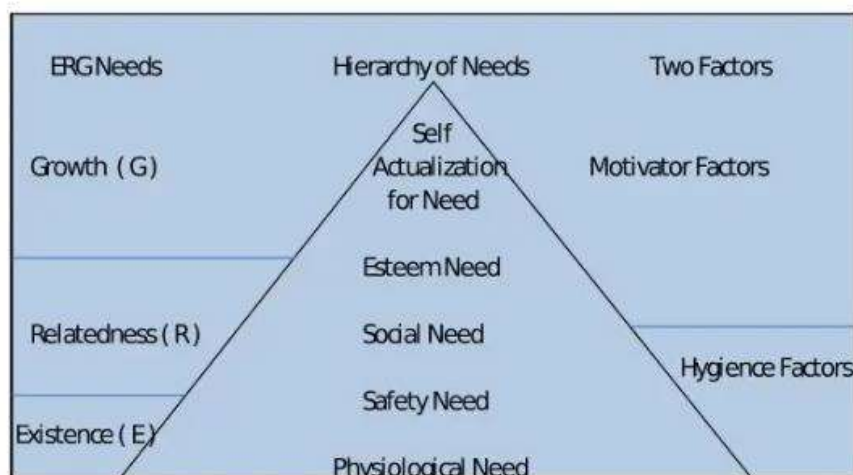 ERG Needs Hierarchy of Needs Two Factors
Self
Growth ( G ) Actualization Motivator Factors
for Need
Esteem Need
Relatedness ( R ) Social Need
Hygience Factors
Safety Need
Existence ( E )
Physiological Need